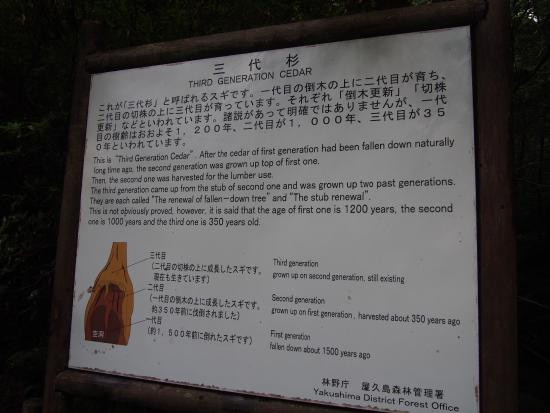 三代杉
THIRD GENERATION CEDAR
これが「三代杉」と呼ばれるスギです。一代目の倒木の上に二代目が育ち、
二代目の切株の上に三代目が育っています。それぞれ「倒木更新」「切株
更新」などといわれています。諸説があって明確ではありませんが、一代
目の樹齢はおおよそ1，200年、二代目が1，000年、三代目が35
0年といわれています。
This is "Third Generation Cedar". After the cedar of first generation had been fallen down naturally
long time ago, the second generation was grown up top of first one.
Then, the second one was harvested for the lumber use.
The third generation came up from the stub of second one and was grown up two past generations.
They are each called "The renewal of fallen-down tree" and "The stub renewal".
This is not obviously proved, however, it is said that the age of first one is 1200 years, the second
one is 1000 years and the third one is 350 years old.
三代目
（二代目の切株の上に成長したスギです。
現在も生きています）
Third generation
grown up on second generation, still existing
二代目
（一代目の倒木の上に成長したスギです。
約350年前に伐倒されました）
Second generation
grown up on first generation, harvested about 350 years ago
一代目
（約1，500年前に倒れたスギです）
First generation
fallen down about 1500 years ago
空洞
林野庁 屋久島森林管理署
Yakushima District Forest Office